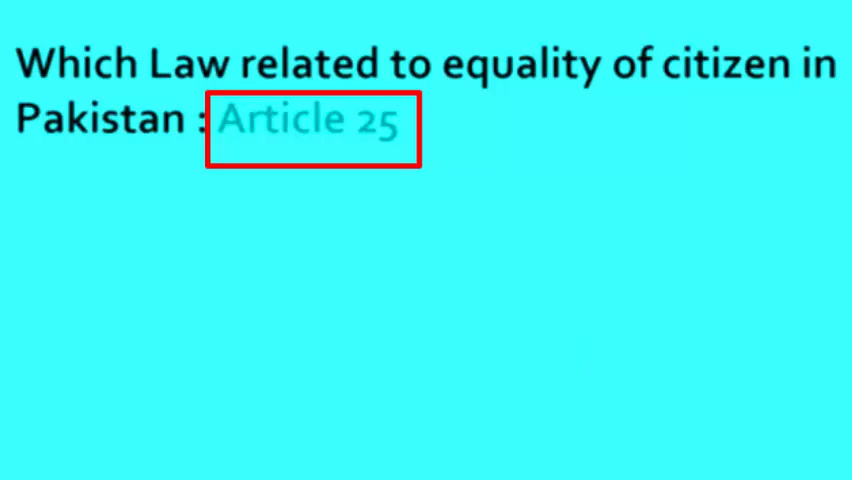 Which Law related to equality of citizen in
Pakistan : Article 25